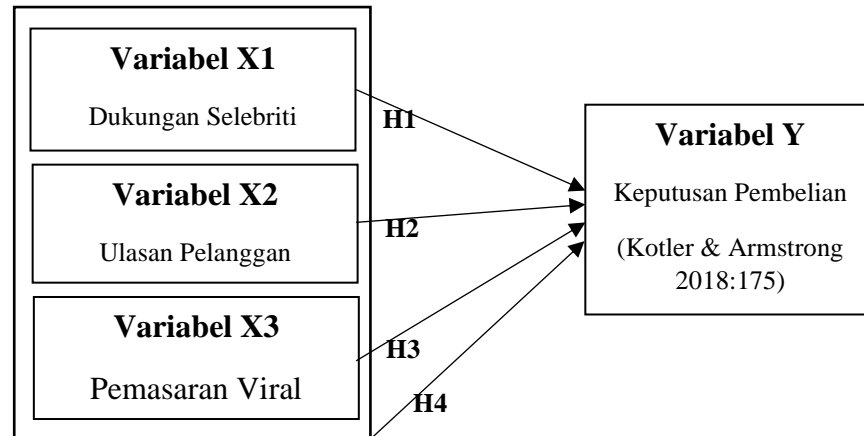 Variabel X1
Dukungan Selebriti
H1
Variabel X2
Ulasan Pelanggan
H2
Variabel X3
Pemasaran Viral
H3
H4
Variabel Y
Keputusan Pembelian
(Kotler & Armstrong
2018:175)